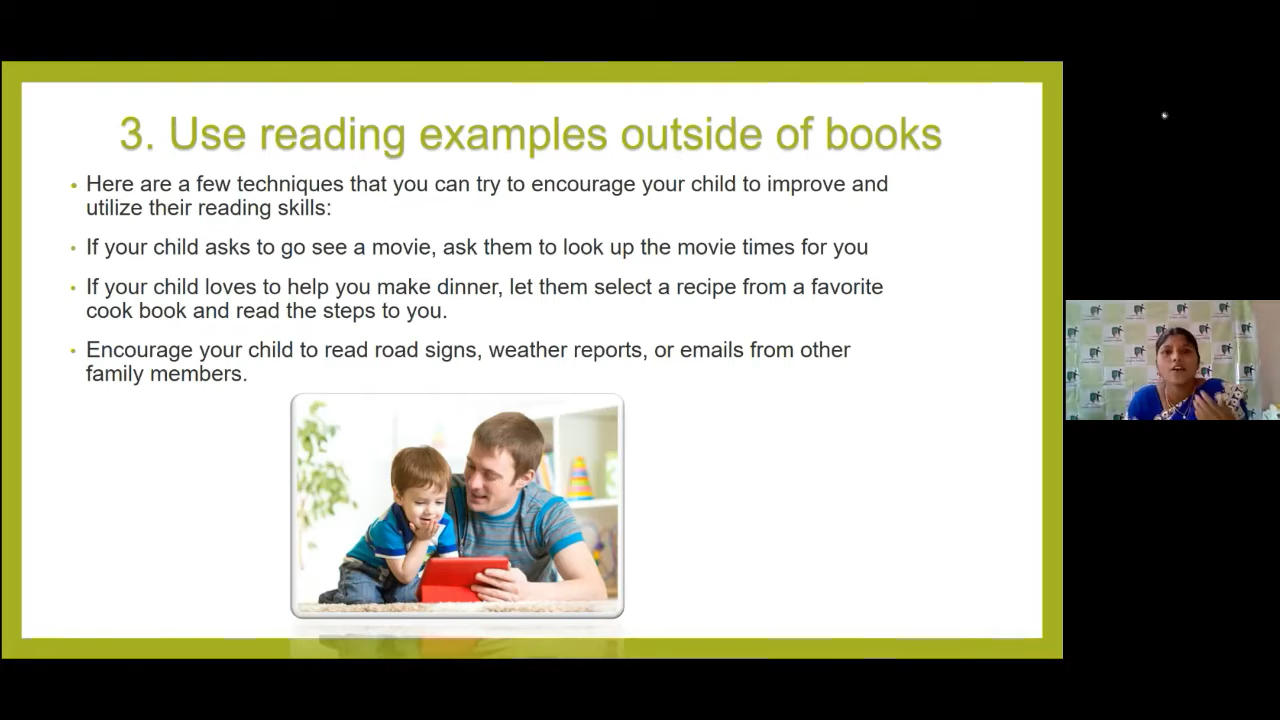 3. Use reading examples outside of books
• Here are a few techniques that you can try to encourage your child to improve and
utilize their reading skills:
• If your child asks to go see a movie, ask them to look up the movie times for you
• If your child loves to help you make dinner, let them select a recipe from a favorite
cook book and read the steps to you.
• Encourage your child to read road signs, weather reports, or emails from other
family members.